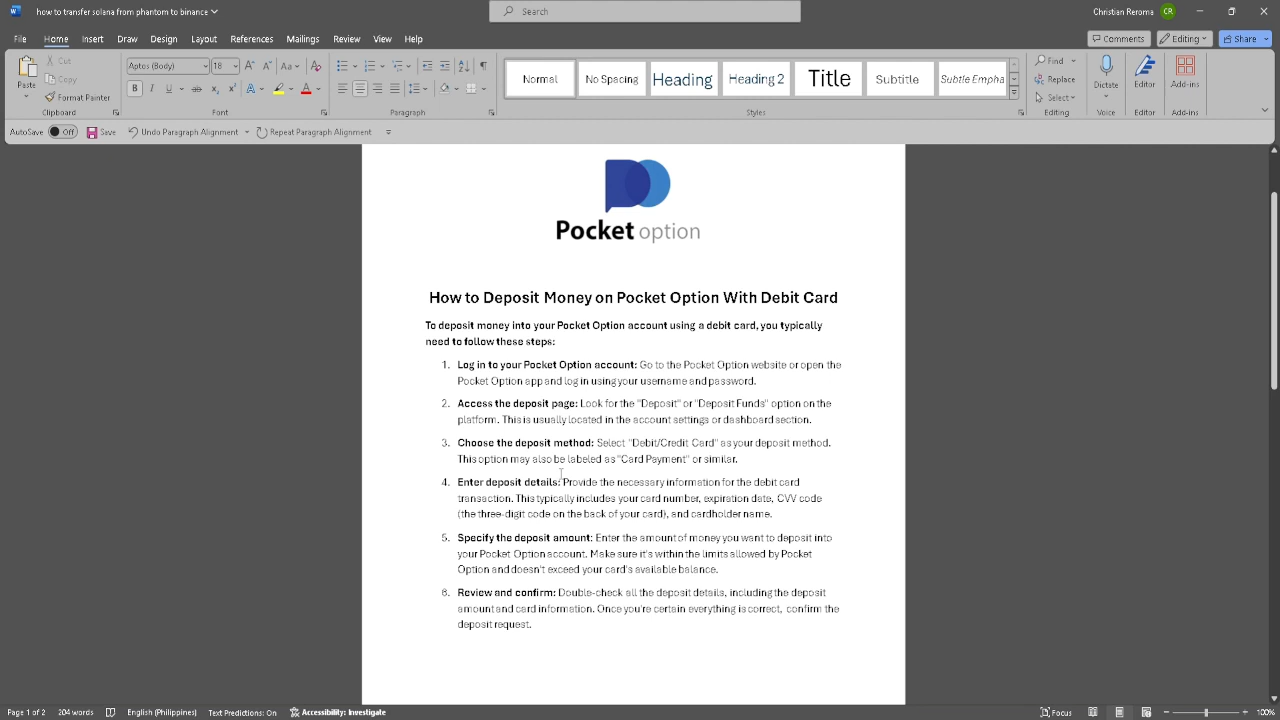 how to transfer solana from phantom to binance
Search
Christian Reroma
CR
File Home Insert Draw Design Layout References Mailings Review View Help
Comments Editing Share
Paste Cut Copy Format Painter
Aptos (Body) 18
Normal No Spacing Heading Heading 2 Title Subtitle Subtle Empha
Find Replace Select
Dictate Editor Add-ins
Clipboard Font Paragraph Styles Editing Voice Editor Add-ins
AutoSave Off Save Undo Paragraph Alignment Repeat Paragraph Alignment
Pocket option
How to Deposit Money on Pocket Option With Debit Card
To deposit money into your Pocket Option account using a debit card, you typically
need to follow these steps:
1. Log in to your Pocket Option account: Go to the Pocket Option website or open the
Pocket Option app and log in using your username and password.
2. Access the deposit page: Look for the "Deposit" or "Deposit Funds" option on the
platform. This is usually located in the account settings or dashboard section.
3. Choose the deposit method: Select "Debit/Credit Card" as your deposit method.
This option may also be labeled as "Card Payment" or similar.
4. Enter deposit details: Provide the necessary information for the debit card
transaction. This typically includes your card number, expiration date, CVV code
(the three-digit code on the back of your card), and cardholder name.
5. Specify the deposit amount: Enter the amount of money you want to deposit into
your Pocket Option account. Make sure it's within the limits allowed by Pocket
Option and doesn't exceed your card's available balance.
6. Review and confirm: Double-check all the deposit details, including the deposit
amount and card information. Once you're certain everything is correct, confirm the
deposit request.
Page 1 of 2 204 words English (Philippines) Text Predictions: On Accessibility: Investigate Focus 100%